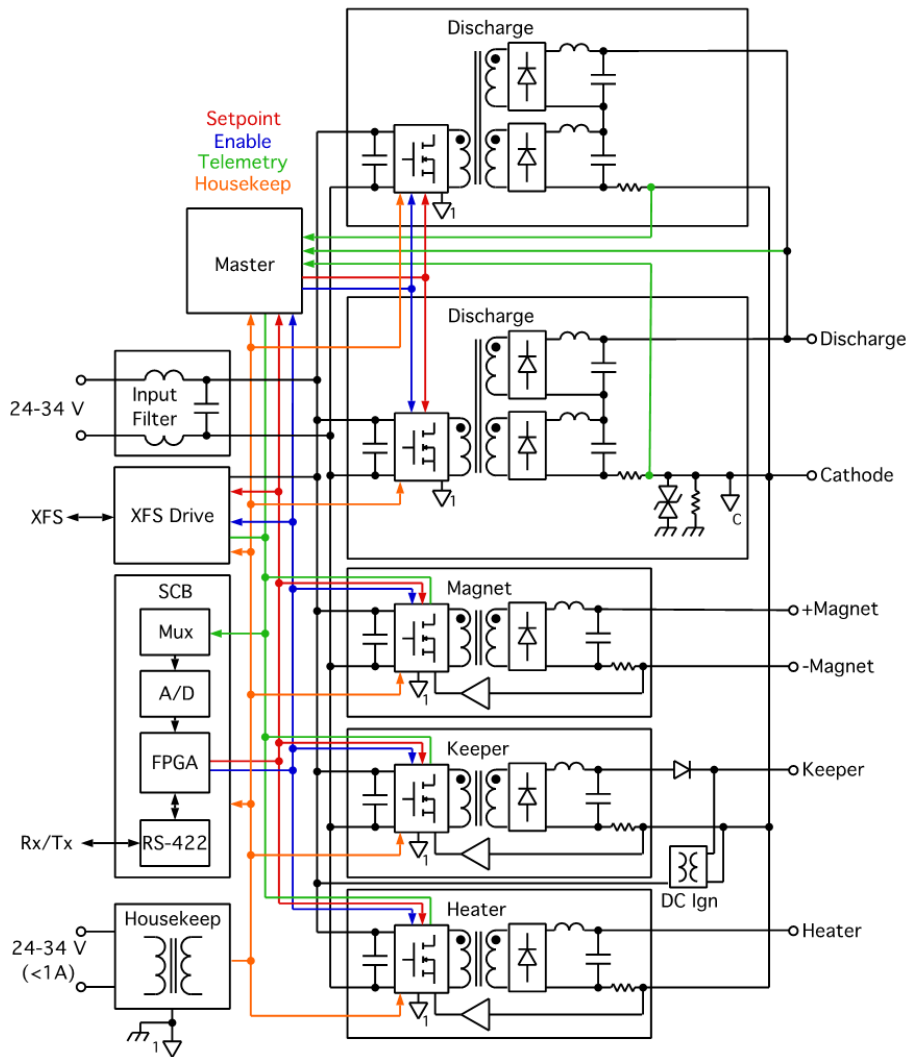 Discharge
Setpoint
Enable
Telemetry
Housekeep
1
Master
Discharge
Discharge
24-34 V
Input
Filter
1
Cathode
C
XFS
XFS Drive
SCB
Mux
Magnet
+Magnet
A/D
1
-Magnet
FPGA
Keeper
Keeper
Rx/Tx
RS-422
1
DC Ign
Housekeep
Heater
Heater
24-34 V
(<1A)
1
1